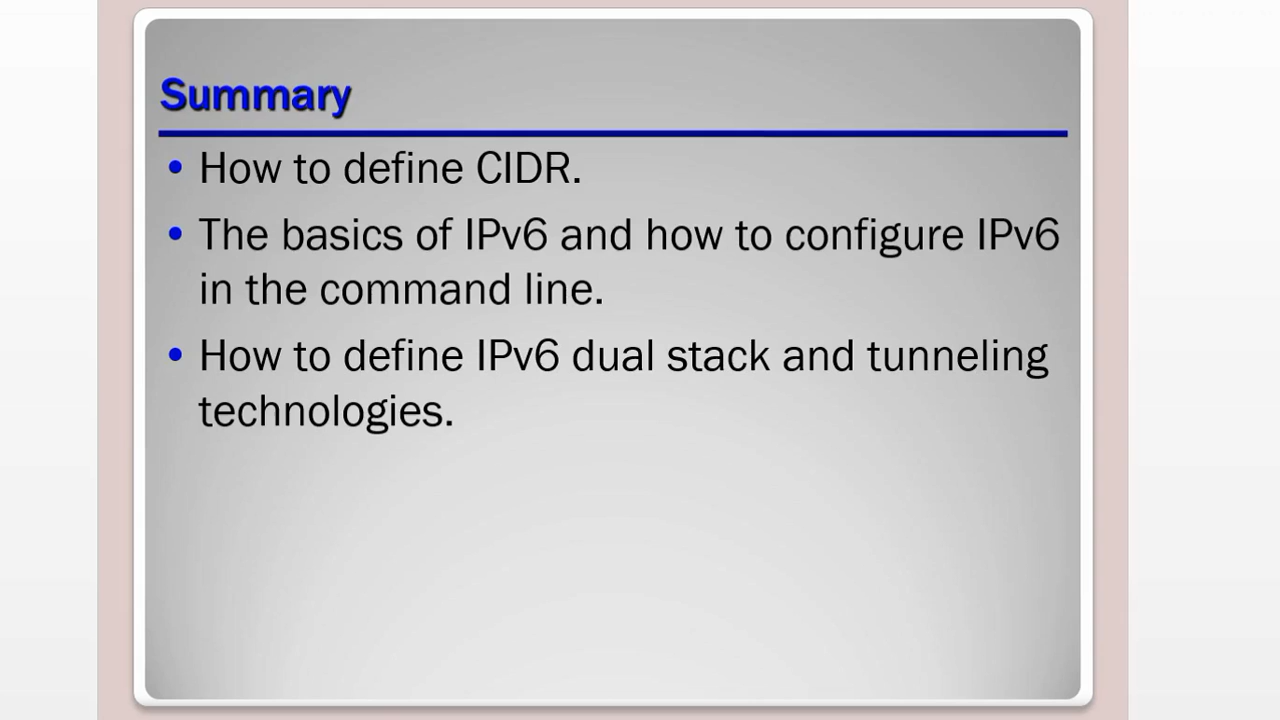 Summary
• How to define CIDR.
• The basics of IPv6 and how to configure IPv6
in the command line.
• How to define IPv6 dual stack and tunneling
technologies.